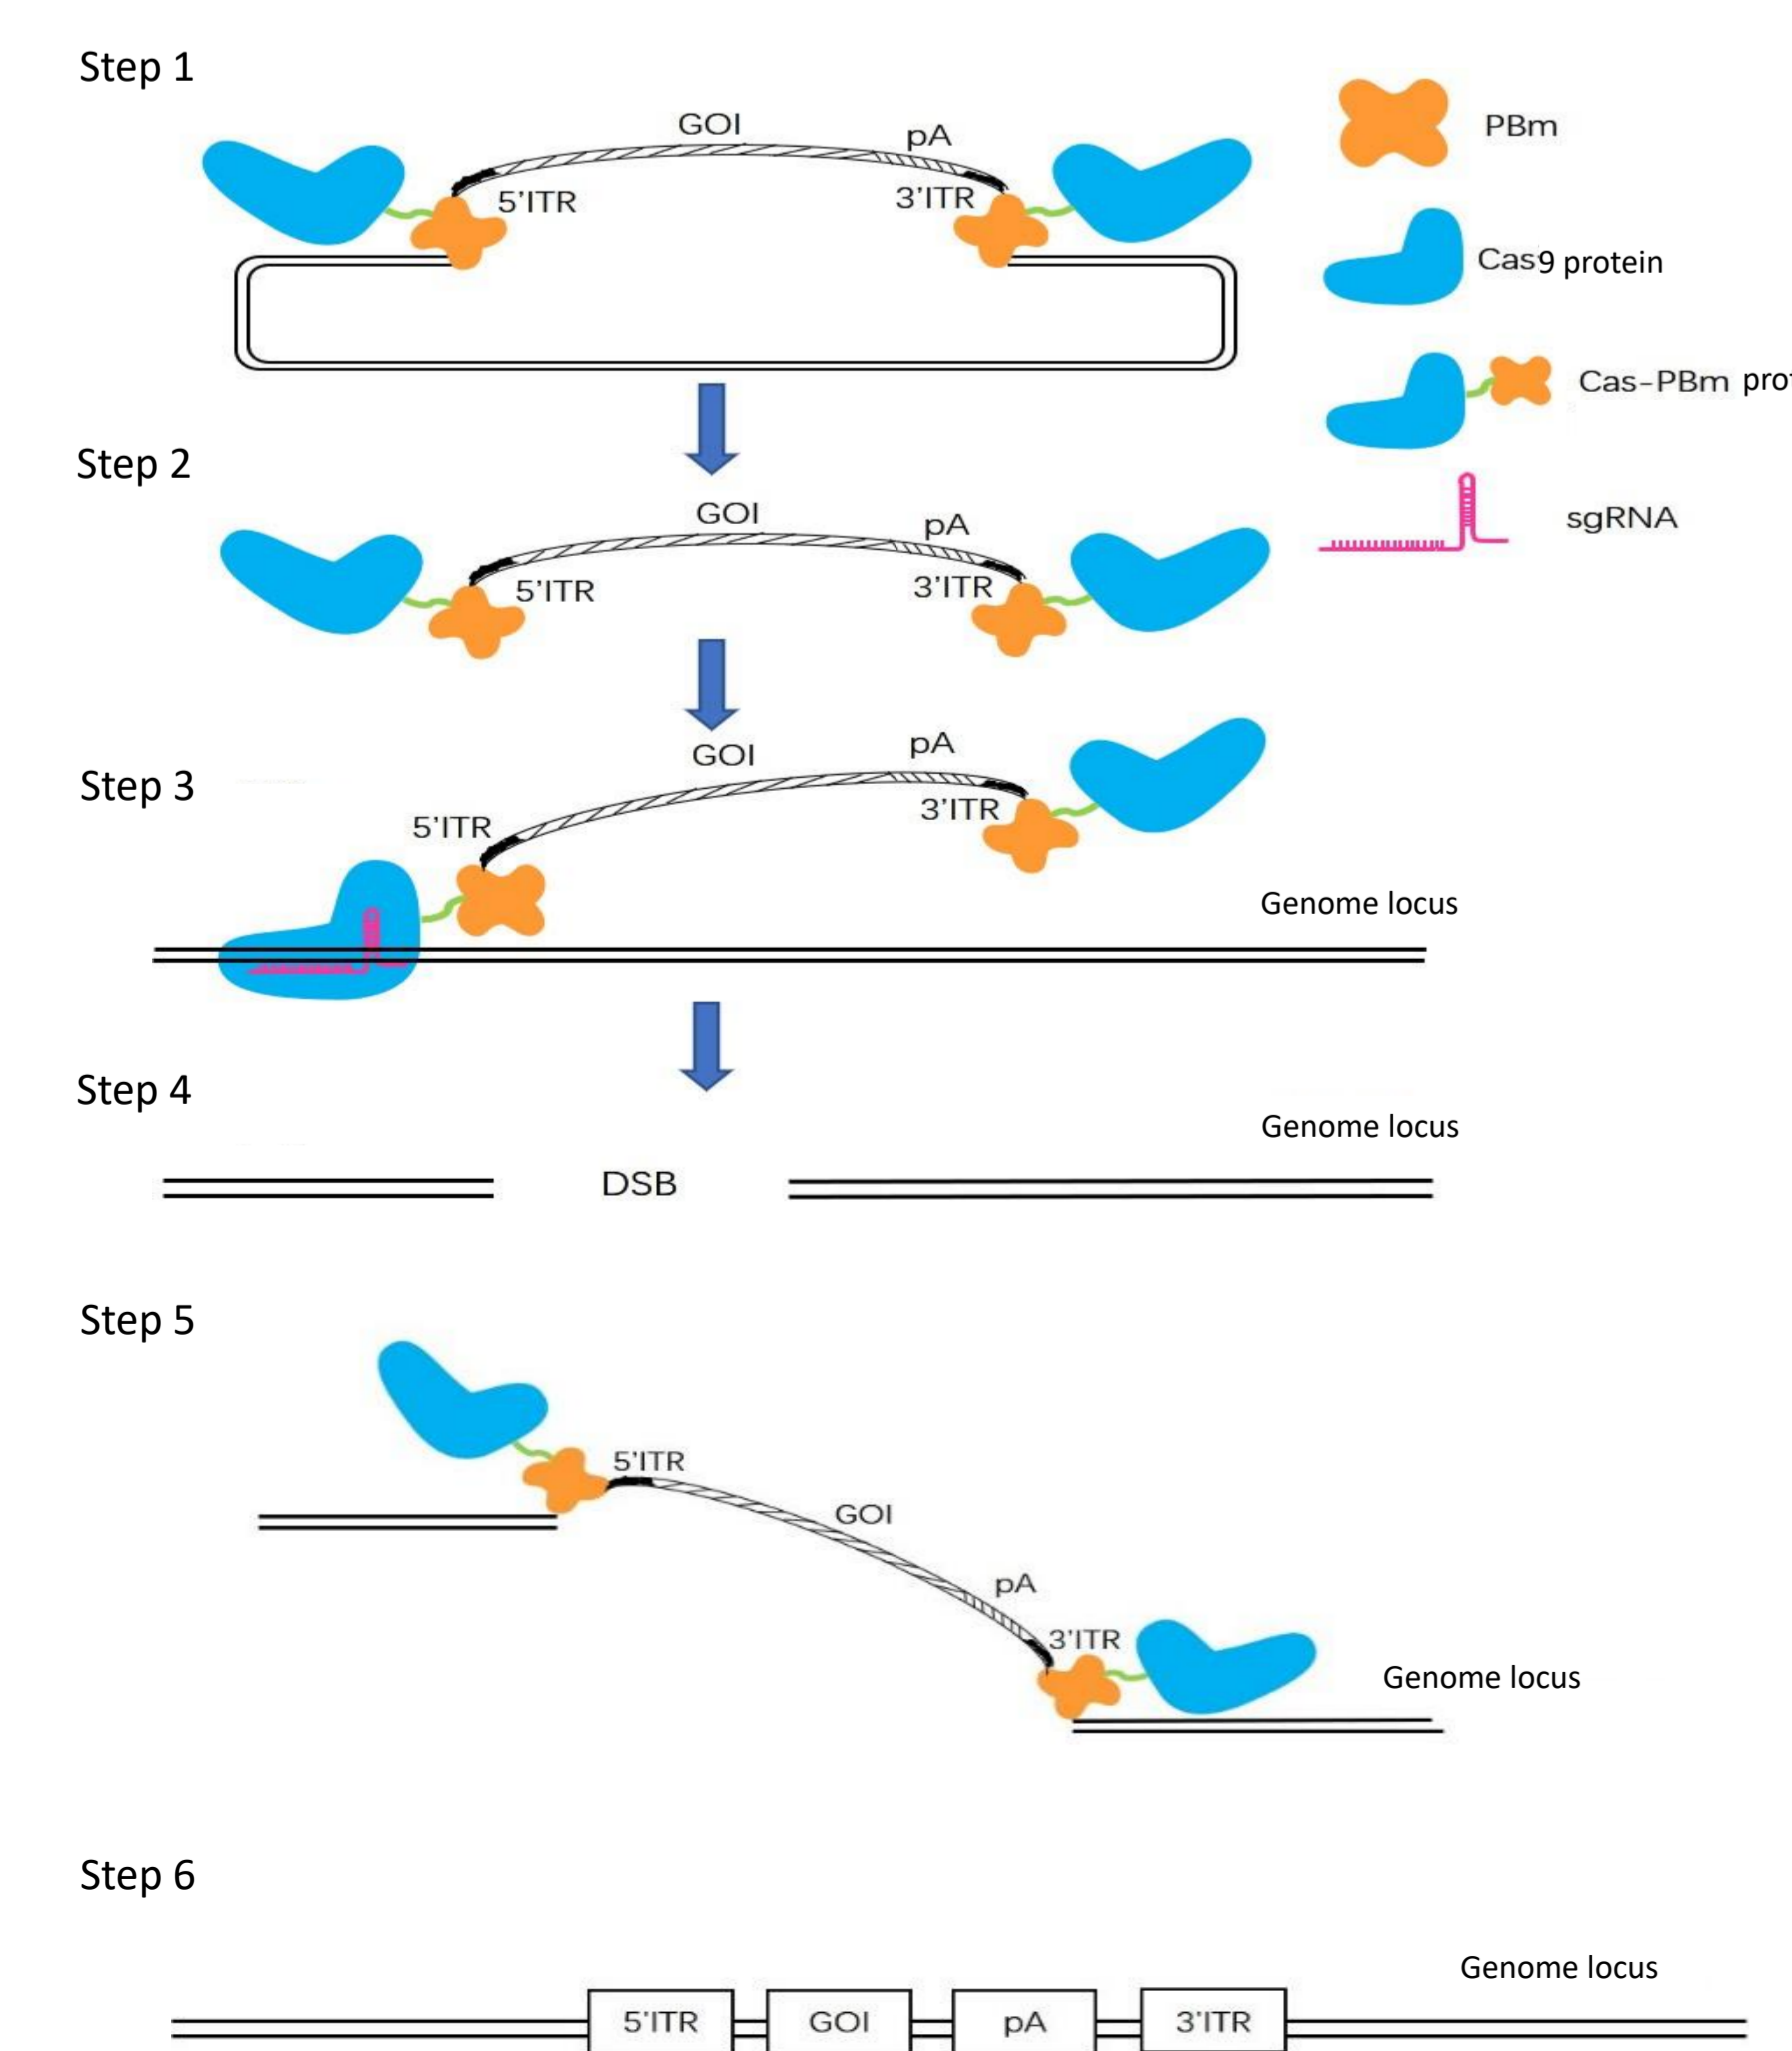 Step 1
GOI
pA
5'ITR
3'ITR
PBm
Cas9 protein
Cas-PBm
sgRNA
Step 2
GOI
pA
5'ITR
3'ITR
Step 3
GOI
pA
5'ITR
3'ITR
Genome locus
Step 4
Genome locus
DSB
Step 5
5'ITR
GOI
pA
3'ITR
Genome locus
Step 6
Genome locus
5'ITR
GOI
pA
3'ITR